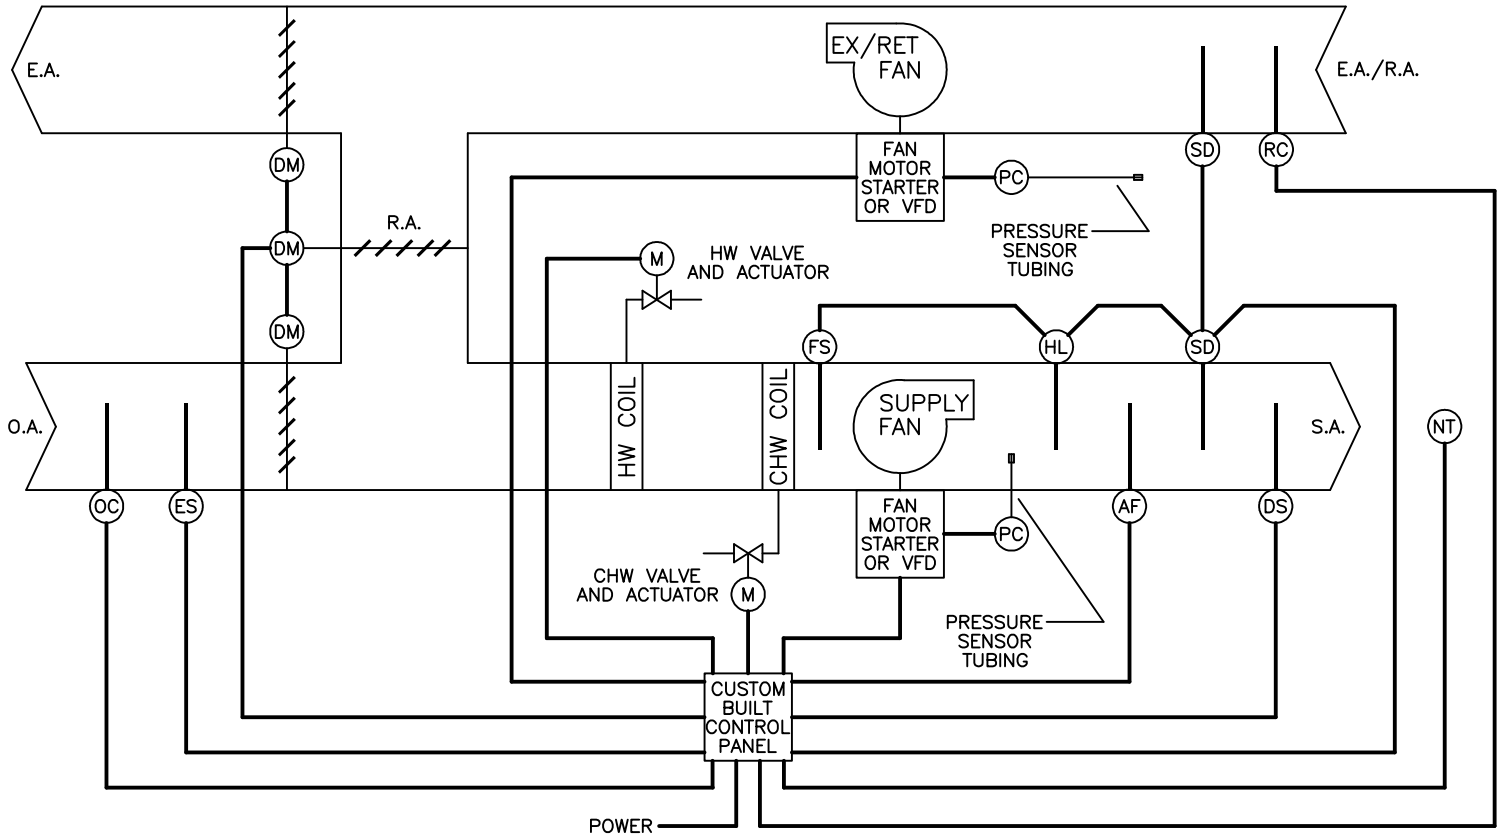 EX/RET
FAN
E.A.
E.A./R.A.
DM
FAN
MOTOR
STARTER
OR VFD
PC
SD
RC
R.A.
DM
PRESSURE
SENSOR
TUBING
M
HW VALVE
AND ACTUATOR
DM
FS
HL
SD
HW COIL
CHW COIL
SUPPLY
FAN
O.A.
S.A.
NT
OC
ES
FAN
MOTOR
STARTER
OR VFD
PC
AF
DS
CHW VALVE
AND ACTUATOR
M
PRESSURE
SENSOR
TUBING
CUSTOM
BUILT
CONTROL
PANEL
POWER